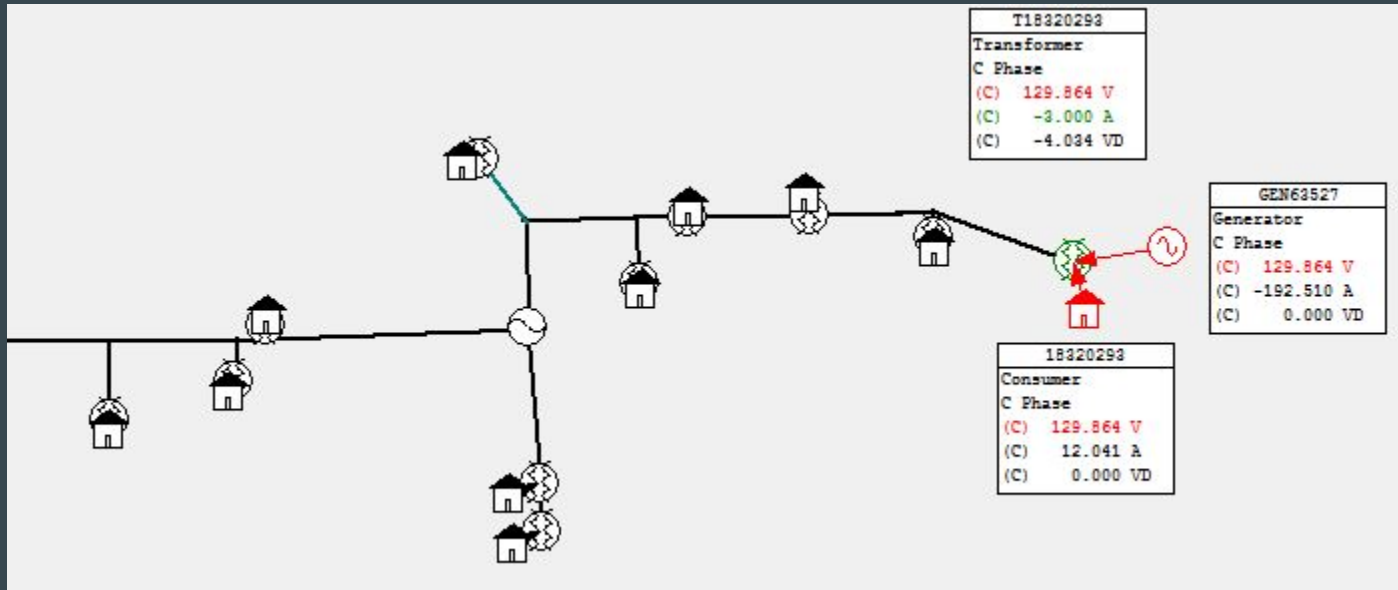 T18320293
Transformer
C Phase
(C) 129.864 V
(C) -3.000 A
(C) -4.034 VD
GEN63527
Generator
C Phase
(C) 129.864 V
(C) -192.510 A
(C) 0.000 VD
18320293
Consumer
C Phase
(C) 129.864 V
(C) 12.041 A
(C) 0.000 VD